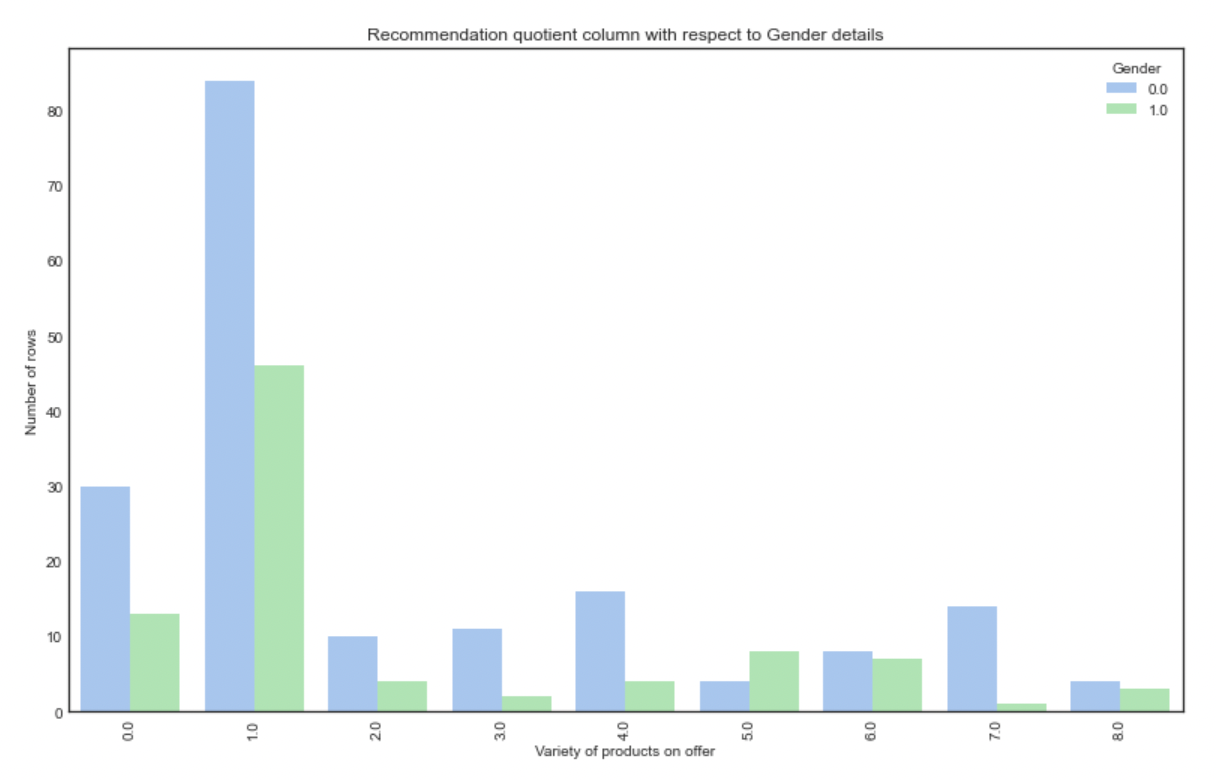 Recommendation quotient column with respect to Gender details
Gender
0.0
1.0
80
70
60
50
40
30
20
10
0
Number of rows
0.0 1.0 2.0 3.0 4.0 5.0 6.0 7.0 8.0
Variety of products on offer